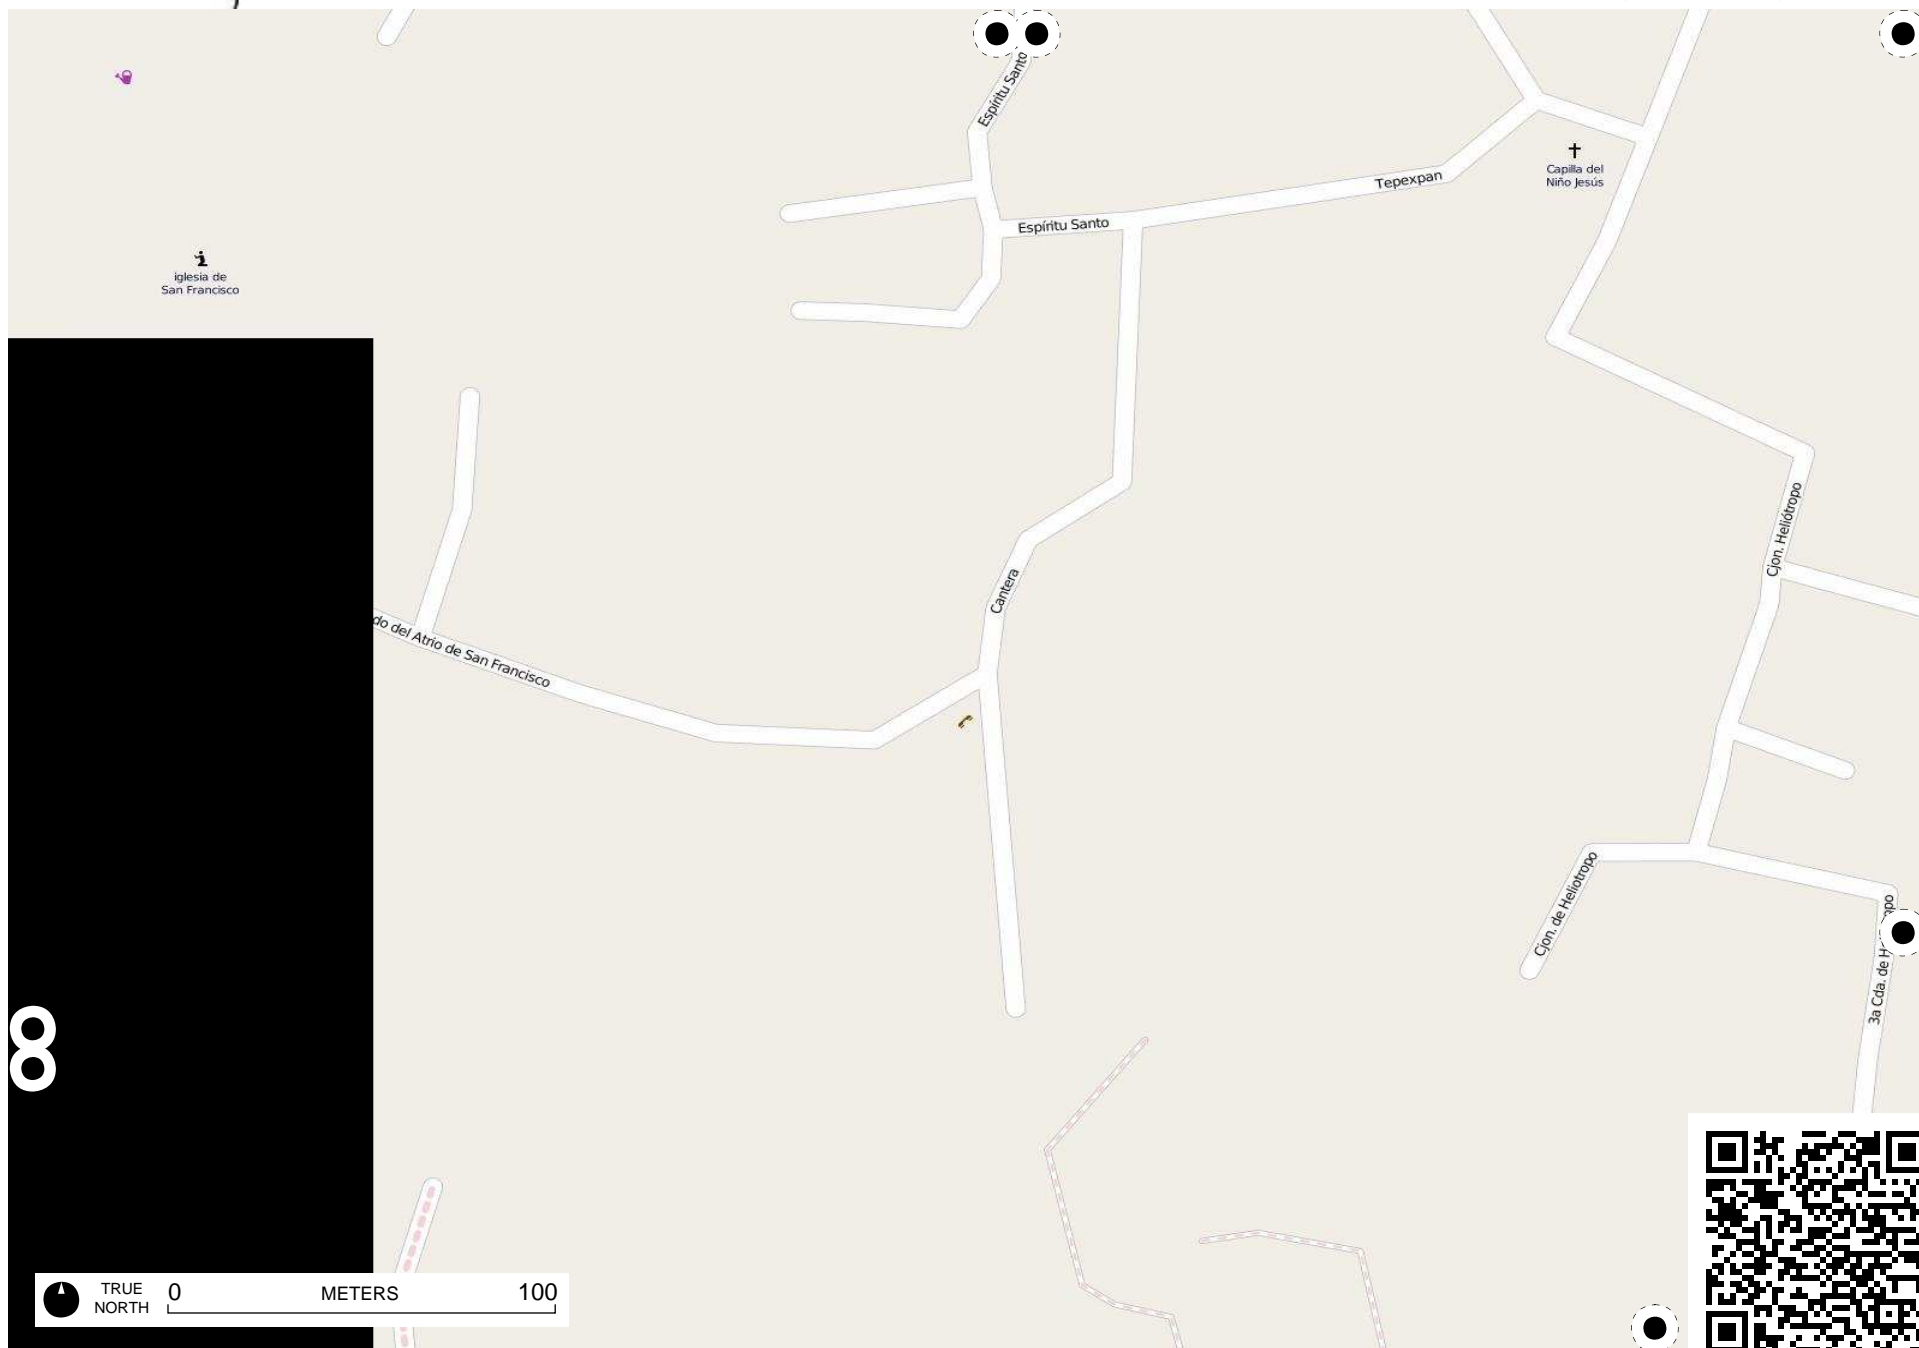 Espíritu Santo
Tepexpan
Capilla del
Niño Jesús
Espíritu Santo
iglesia de
San Francisco
Cjon. Heliótropo
Cantera
do del Atrio de San Francisco
Cjon. de Heliotropo
3a Cda. de H
po
TRUE
NORTH
0 METERS 100